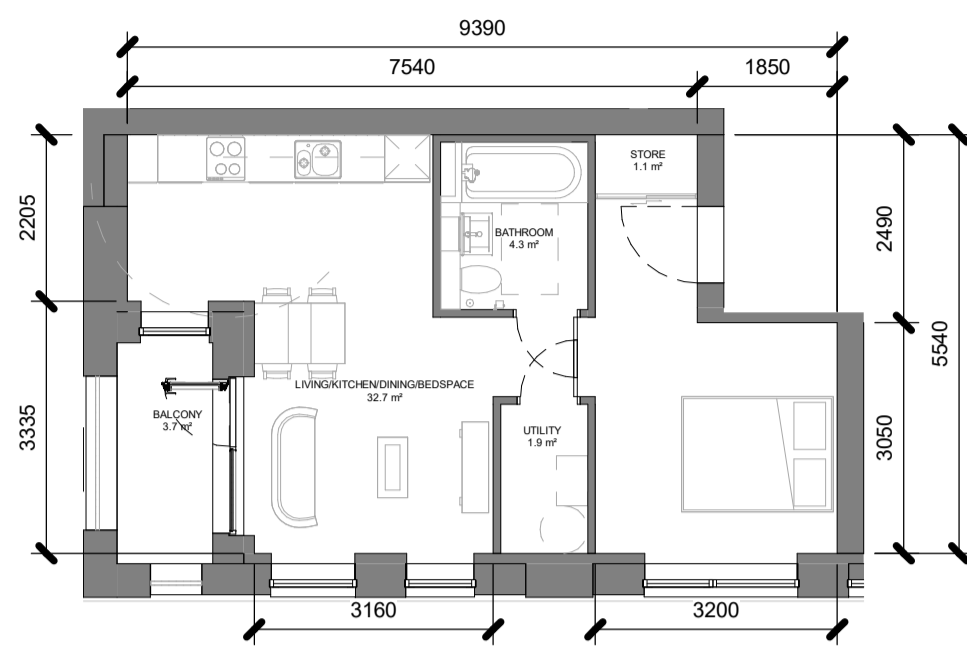 9390
7540
1850
STORE
1.1 m²
2205
BATHROOM
4.3 m²
2490
5540
LIVING/KITCHEN/DINING/BEDSPACE
32.7 m²
BALCONY
3.7 m²
3335
UTILITY
1.9 m²
3050
3160
3200